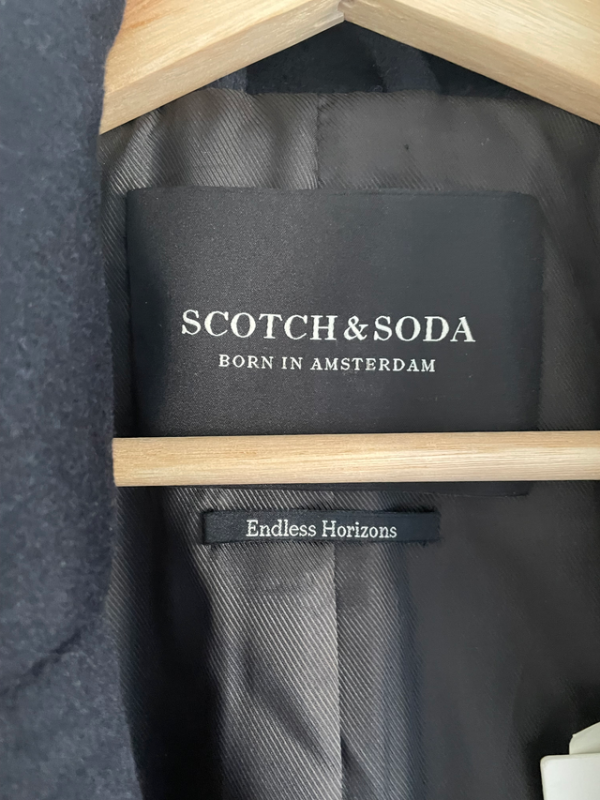 SCOTCH & SODA
BORN IN AMSTERDAM
Endless Horizons